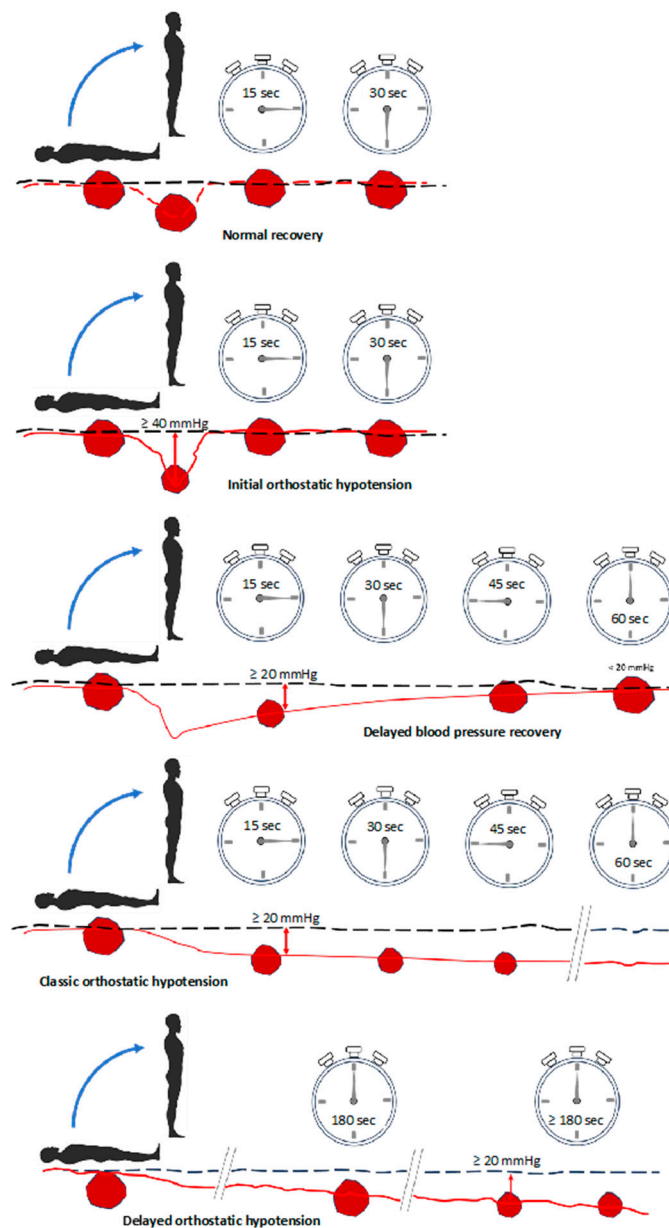 15 sec
30 sec
Normal recovery
15 sec
30 sec
≥ 40 mmHg
Initial orthostatic hypotension
15 sec
30 sec
45 sec
60 sec
≥ 20 mmHg
< 20 mmHg
Delayed blood pressure recovery
15 sec
30 sec
45 sec
60 sec
≥ 20 mmHg
Classic orthostatic hypotension
180 sec
≥ 180 sec
≥ 20 mmHg
Delayed orthostatic hypotension